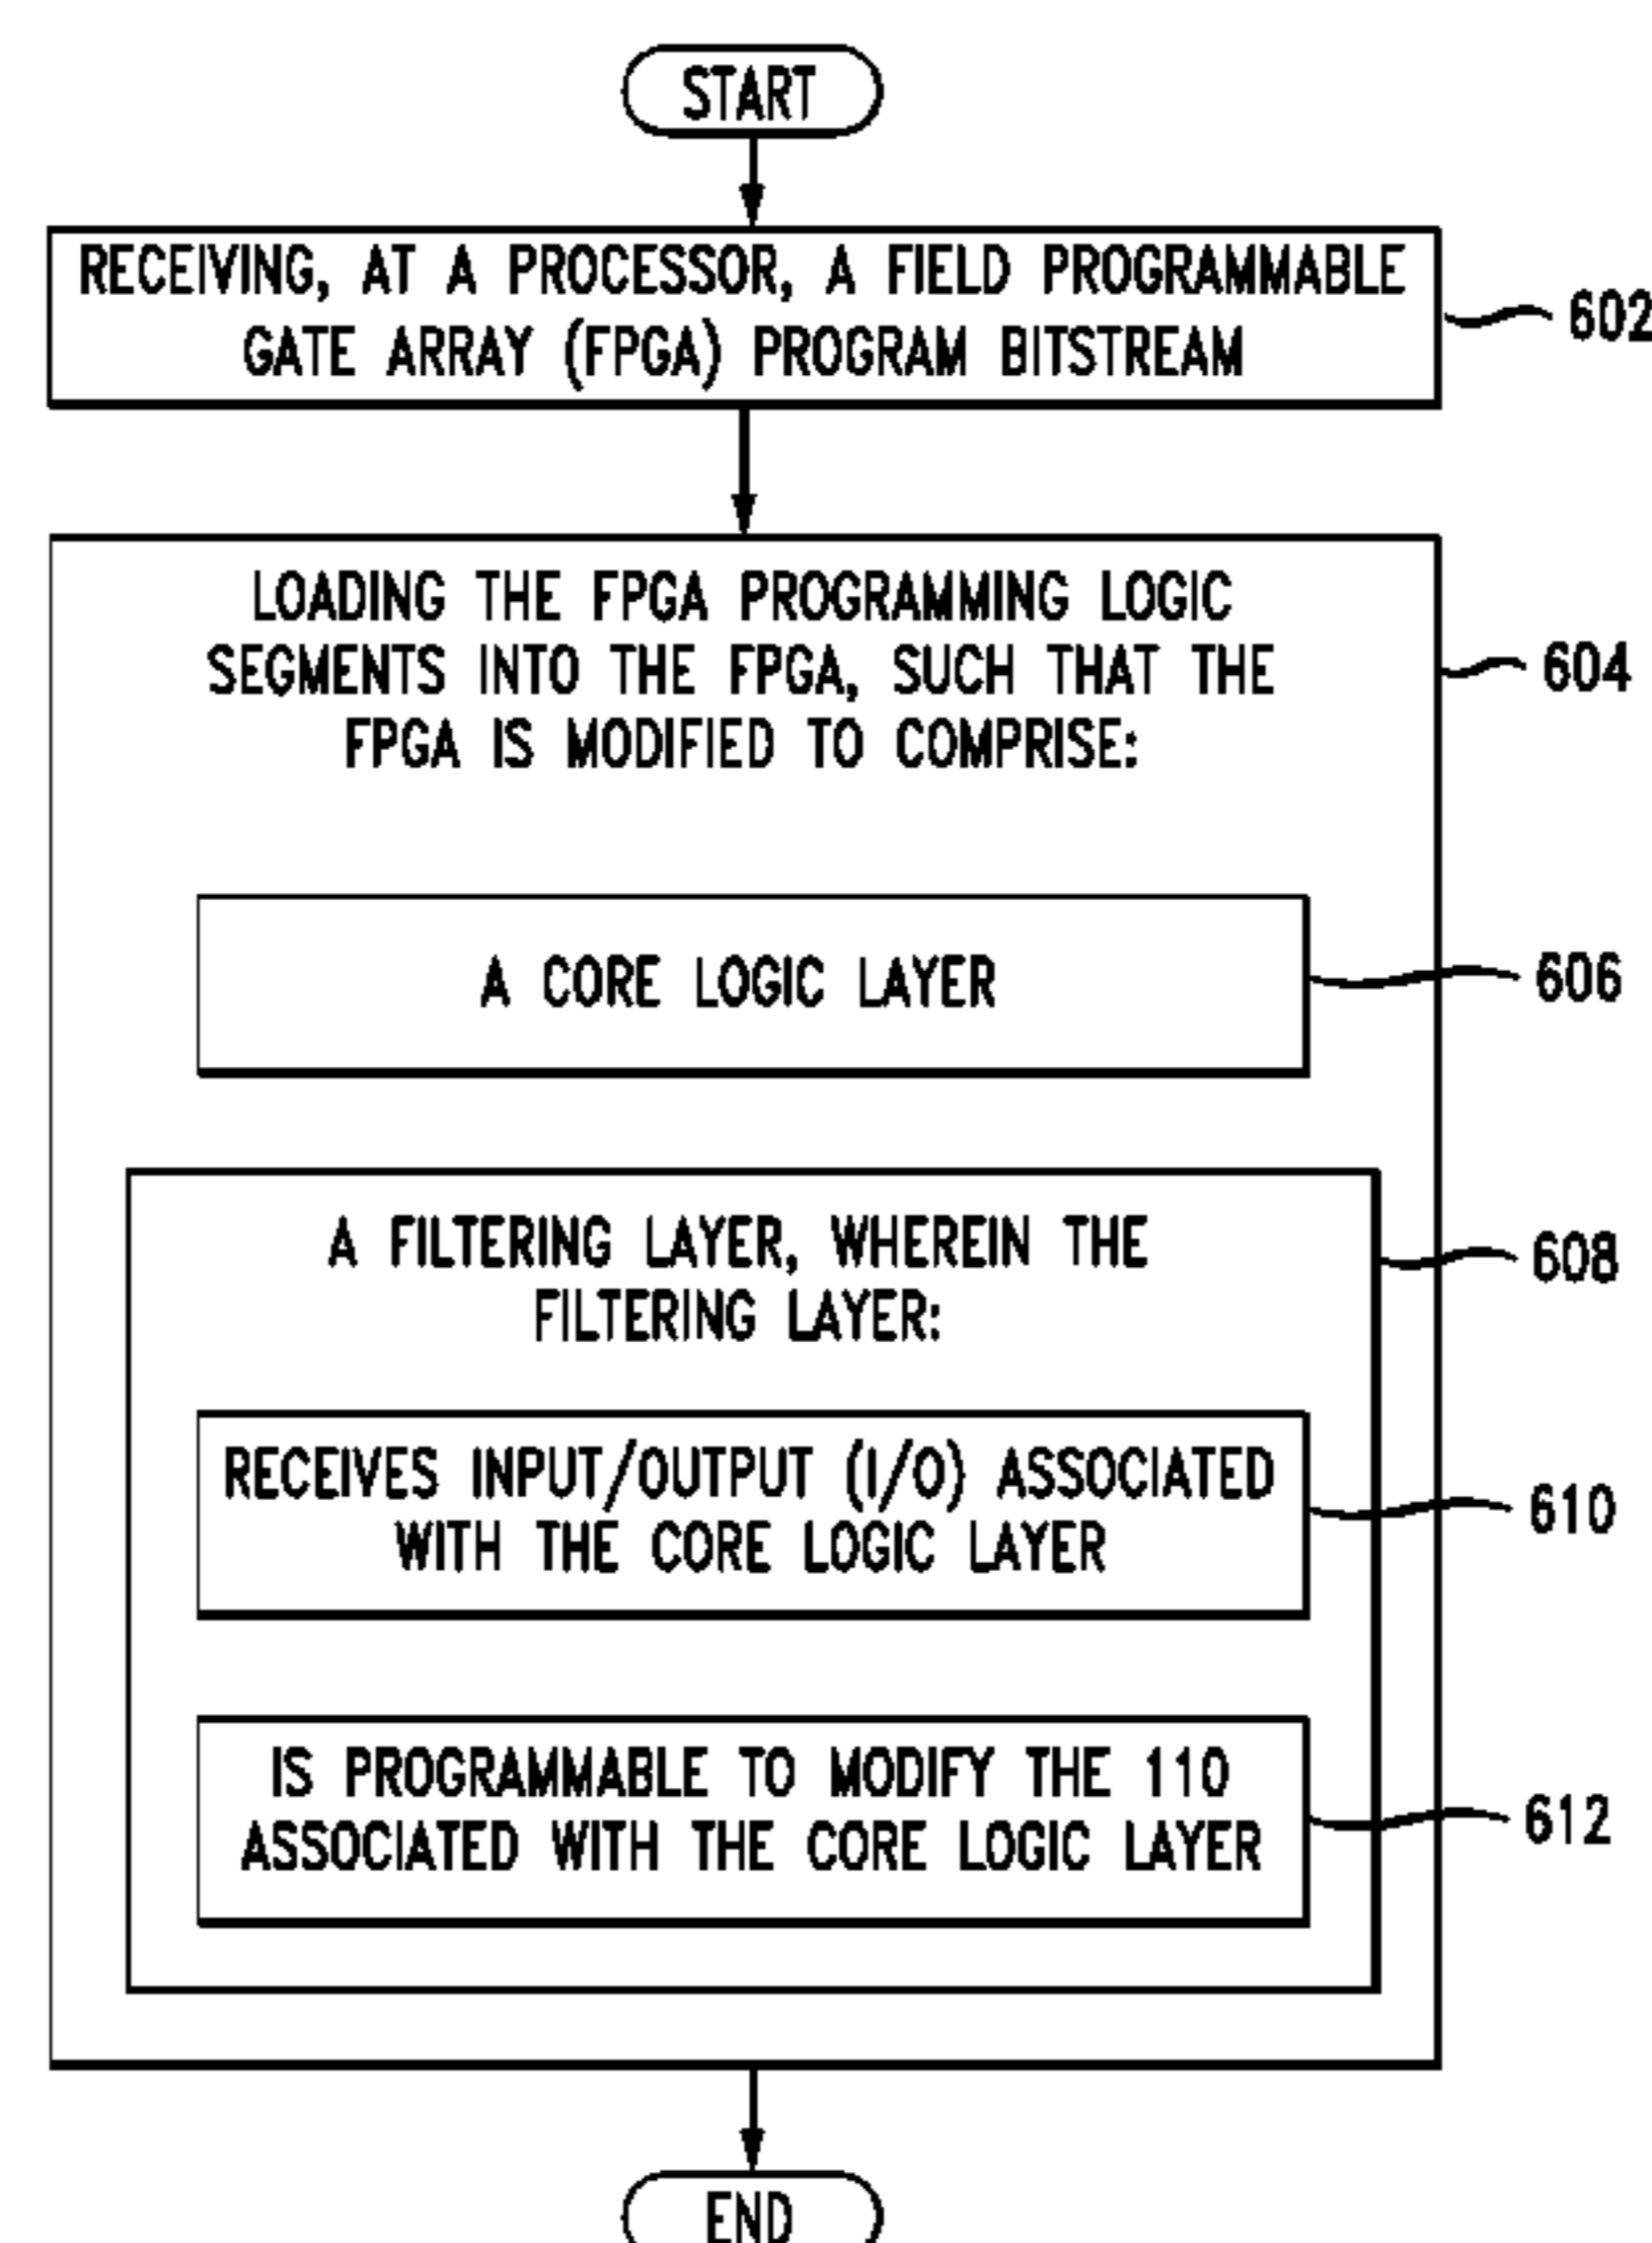 START
RECEIVING, AT A PROCESSOR, A FIELD PROGRAMMABLE
GATE ARRAY (FPGA) PROGRAM BITSTREAM
602
LOADING THE FPGA PROGRAMMING LOGIC
SEGMENTS INTO THE FPGA, SUCH THAT THE
FPGA IS MODIFIED TO COMPRISE:
604
A CORE LOGIC LAYER
606
A FILTERING LAYER, WHEREIN THE
FILTERING LAYER:
608
RECEIVES INPUT/OUTPUT (I/O) ASSOCIATED
WITH THE CORE LOGIC LAYER
610
IS PROGRAMMABLE TO MODIFY THE 110
ASSOCIATED WITH THE CORE LOGIC LAYER
612
END